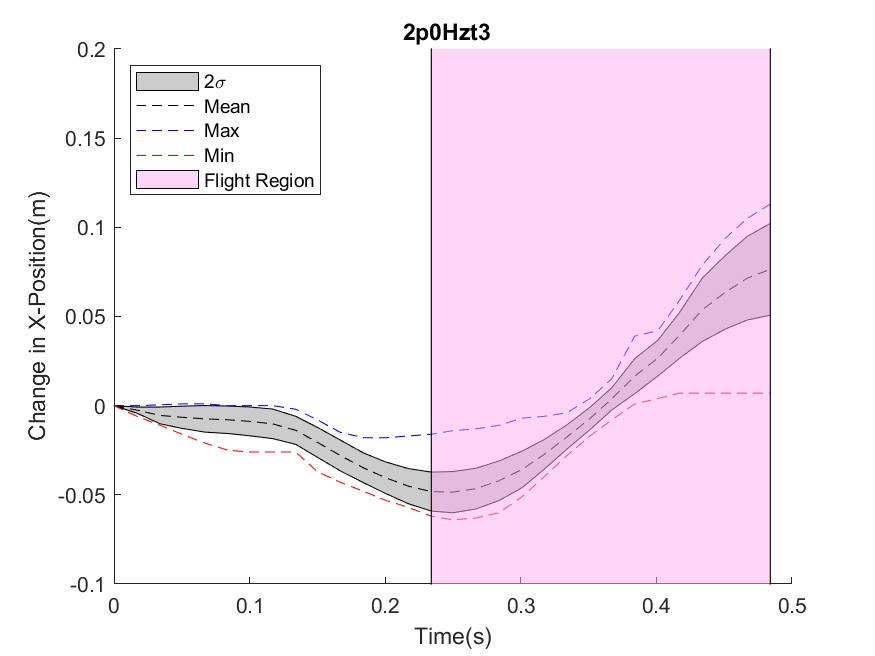 2p0Hzt3
0.2
0.15
0.1
0.05
0
-0.05
-0.1
Change in X-Position(m)
2σ
Mean
Max
Min
Flight Region
0 0.1 0.2 0.3 0.4 0.5
Time(s)